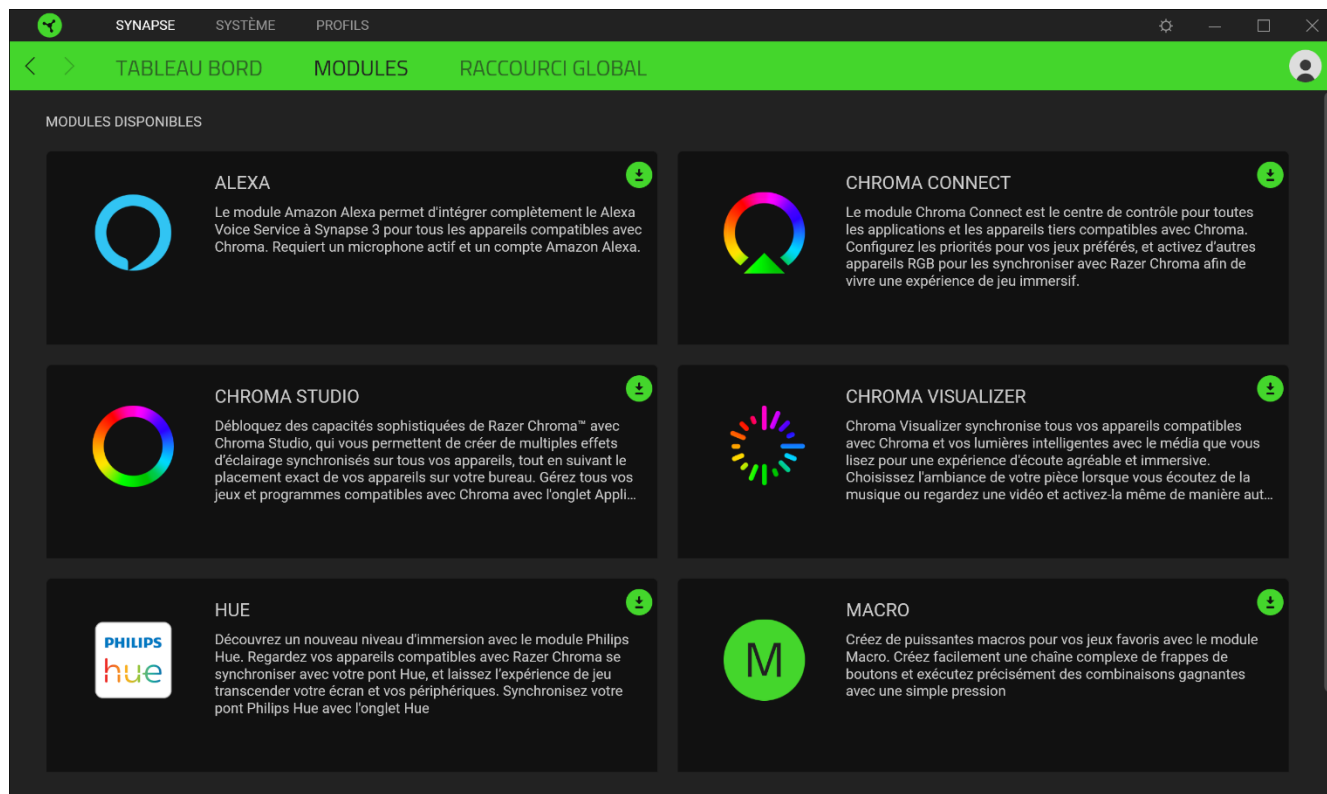 SYNAPSE SYSTÈME PROFILS
TABLEAU BORD MODULES RACCOURCI GLOBAL
MODULES DISPONIBLES
ALEXA
Le module Amazon Alexa permet d'intégrer complètement le Alexa
Voice Service à Synapse 3 pour tous les appareils compatibles avec
Chroma. Requiert un microphone actif et un compte Amazon Alexa.
CHROMA CONNECT
Le module Chroma Connect est le centre de contrôle pour toutes
les applications et les appareils tiers compatibles avec Chroma.
Configurez les priorités pour vos jeux préférés, et activez d'autres
appareils RGB pour les synchroniser avec Razer Chroma afin de
vivre une expérience de jeu immersif.
CHROMA STUDIO
Débloquez des capacités sophistiquées de Razer Chroma™ avec
Chroma Studio, qui vous permettent de créer de multiples effets
d'éclairage synchronisés sur tous vos appareils, tout en suivant le
placement exact de vos appareils sur votre bureau. Gérez tous vos
jeux et programmes compatibles avec Chroma avec l'onglet Appli...
CHROMA VISUALIZER
Chroma Visualizer synchronise tous vos appareils compatibles
avec Chroma et vos lumières intelligentes avec le média que vous
lisez pour une expérience d'écoute agréable et immersive.
Choisissez l'ambiance de votre pièce lorsque vous écoutez de la
musique ou regardez une vidéo et activez-la même de manière aut...
PHILIPS
hue
HUE
Découvrez un nouveau niveau d'immersion avec le module Philips
Hue. Regardez vos appareils compatibles avec Razer Chroma se
synchroniser avec votre pont Hue, et laissez l'expérience de jeu
transcender votre écran et vos périphériques. Synchronisez votre
pont Philips Hue avec l'onglet Hue
M
MACRO
Créez de puissantes macros pour vos jeux favoris avec le module
Macro. Créez facilement une chaîne complexe de frappes de
boutons et exécutez précisément des combinaisons gagnantes
avec une simple pression